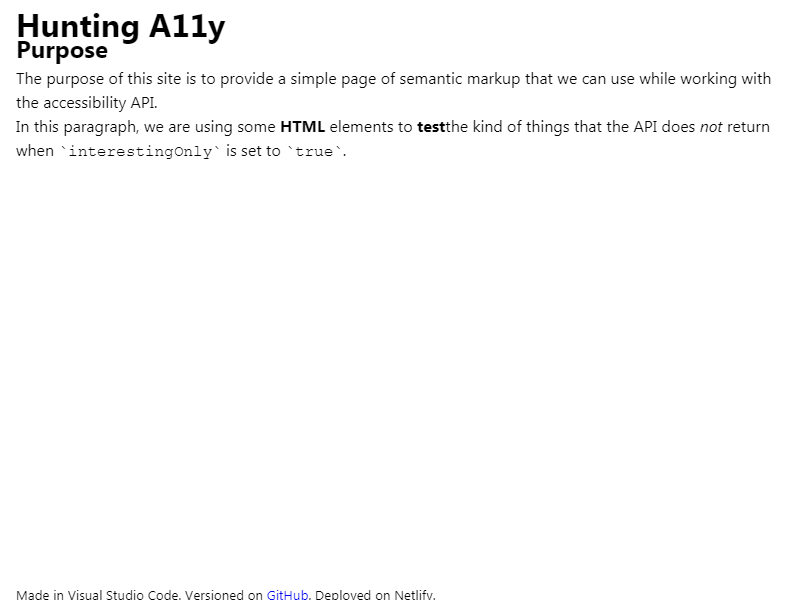 Hunting A11y
Purpose
The purpose of this site is to provide a simple page of semantic markup that we can use while working with
the accessibility API.
In this paragraph, we are using some HTML elements to testthe kind of things that the API does not return
when `interestingOnly` is set to `true`.
Made in Visual Studio Code. Versioned on GitHub. Deployed on Netlify.